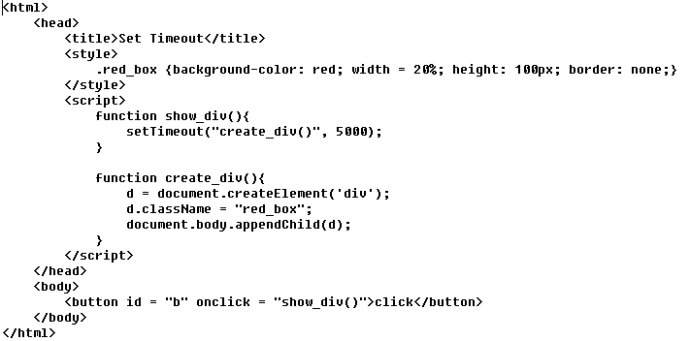 <html>
    <head>
        <title>Set Timeout</title>
        <style>
            .red_box {background-color: red; width = 20%; height: 100px; border: none;}
        </style>
        <script>
            function show_div(){
                setTimeout("create_div()", 5000);
            }

            function create_div(){
                d = document.createElement('div');
                d.className = "red_box";
                document.body.appendChild(d);
            }
        </script>
    </head>
    <body>
        <button id = "b" onclick = "show_div()">click</button>
    </body>
</html>